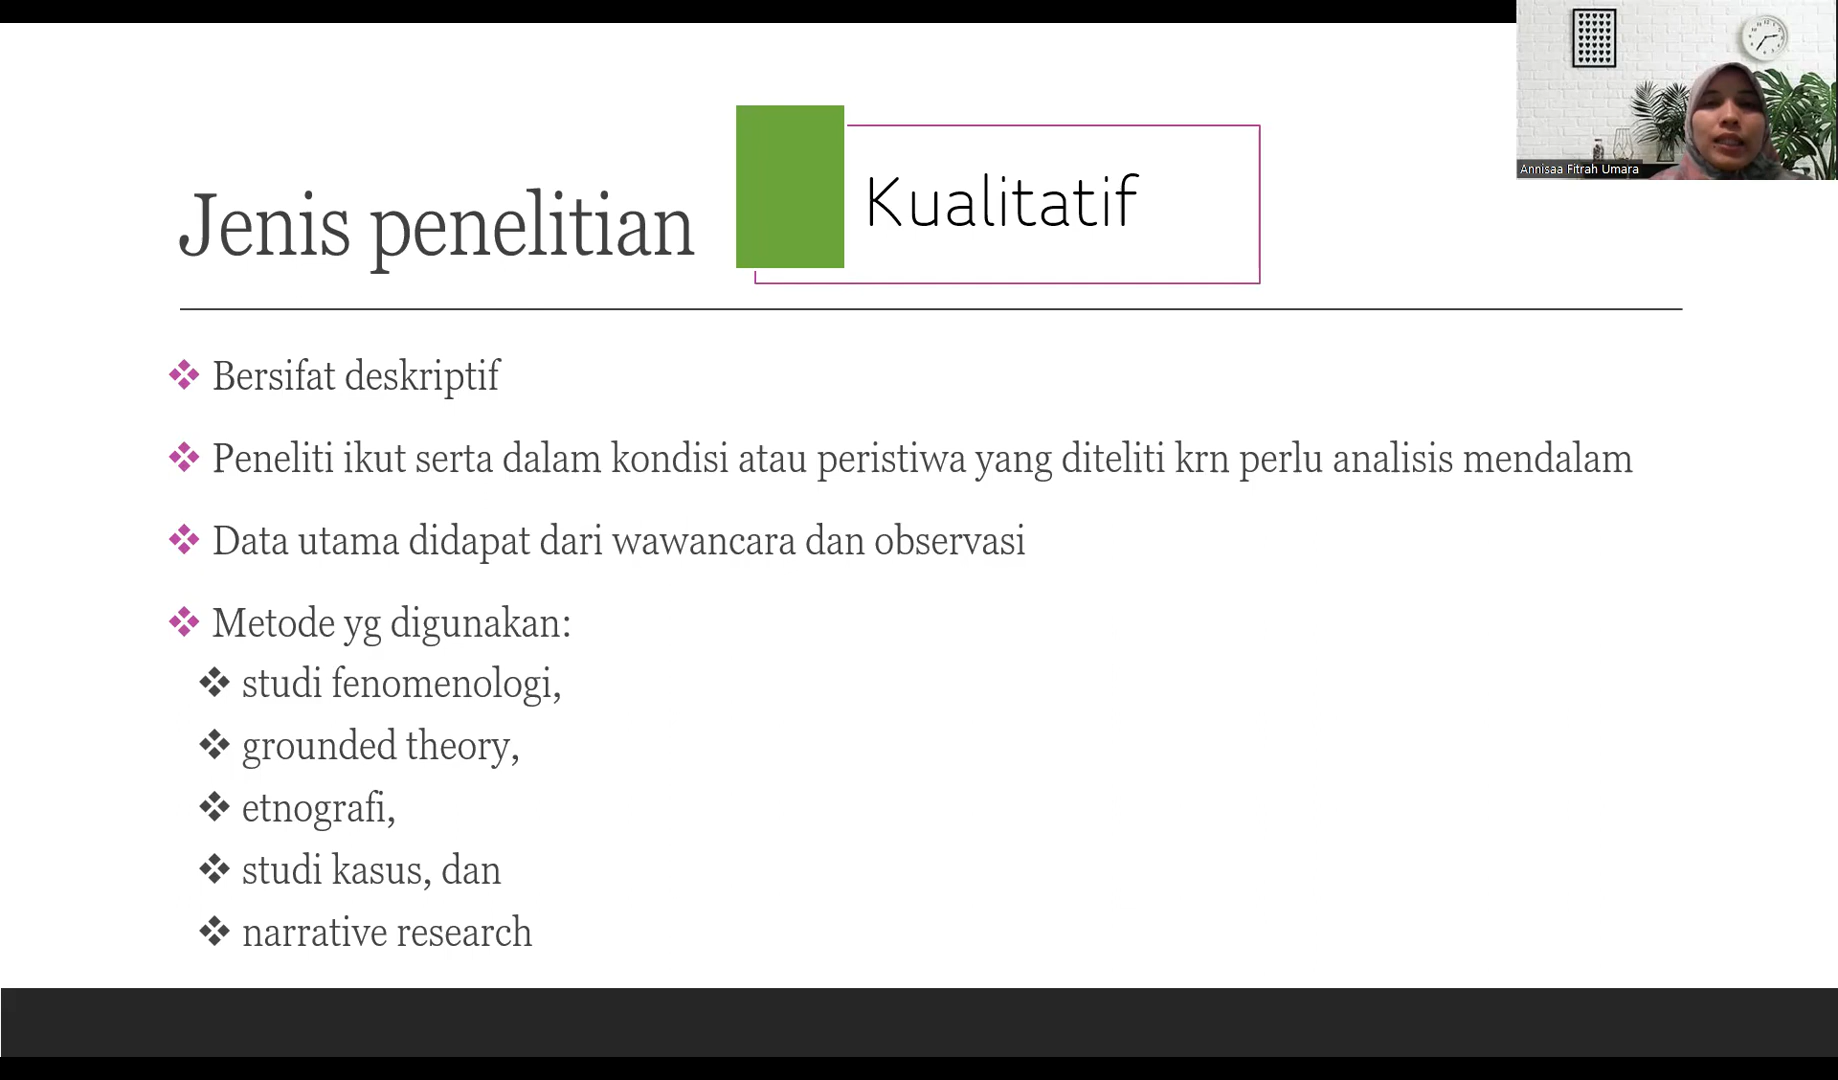 Jenis penelitian
Kualitatif
Annisaa Fitrah Umara
Bersifat deskriptif
Peneliti ikut serta dalam kondisi atau peristiwa yang diteliti krn perlu analisis mendalam
Data utama didapat dari wawancara dan observasi
Metode yg digunakan:
studi fenomenologi,
grounded theory,
etnografi,
studi kasus, dan
narrative research